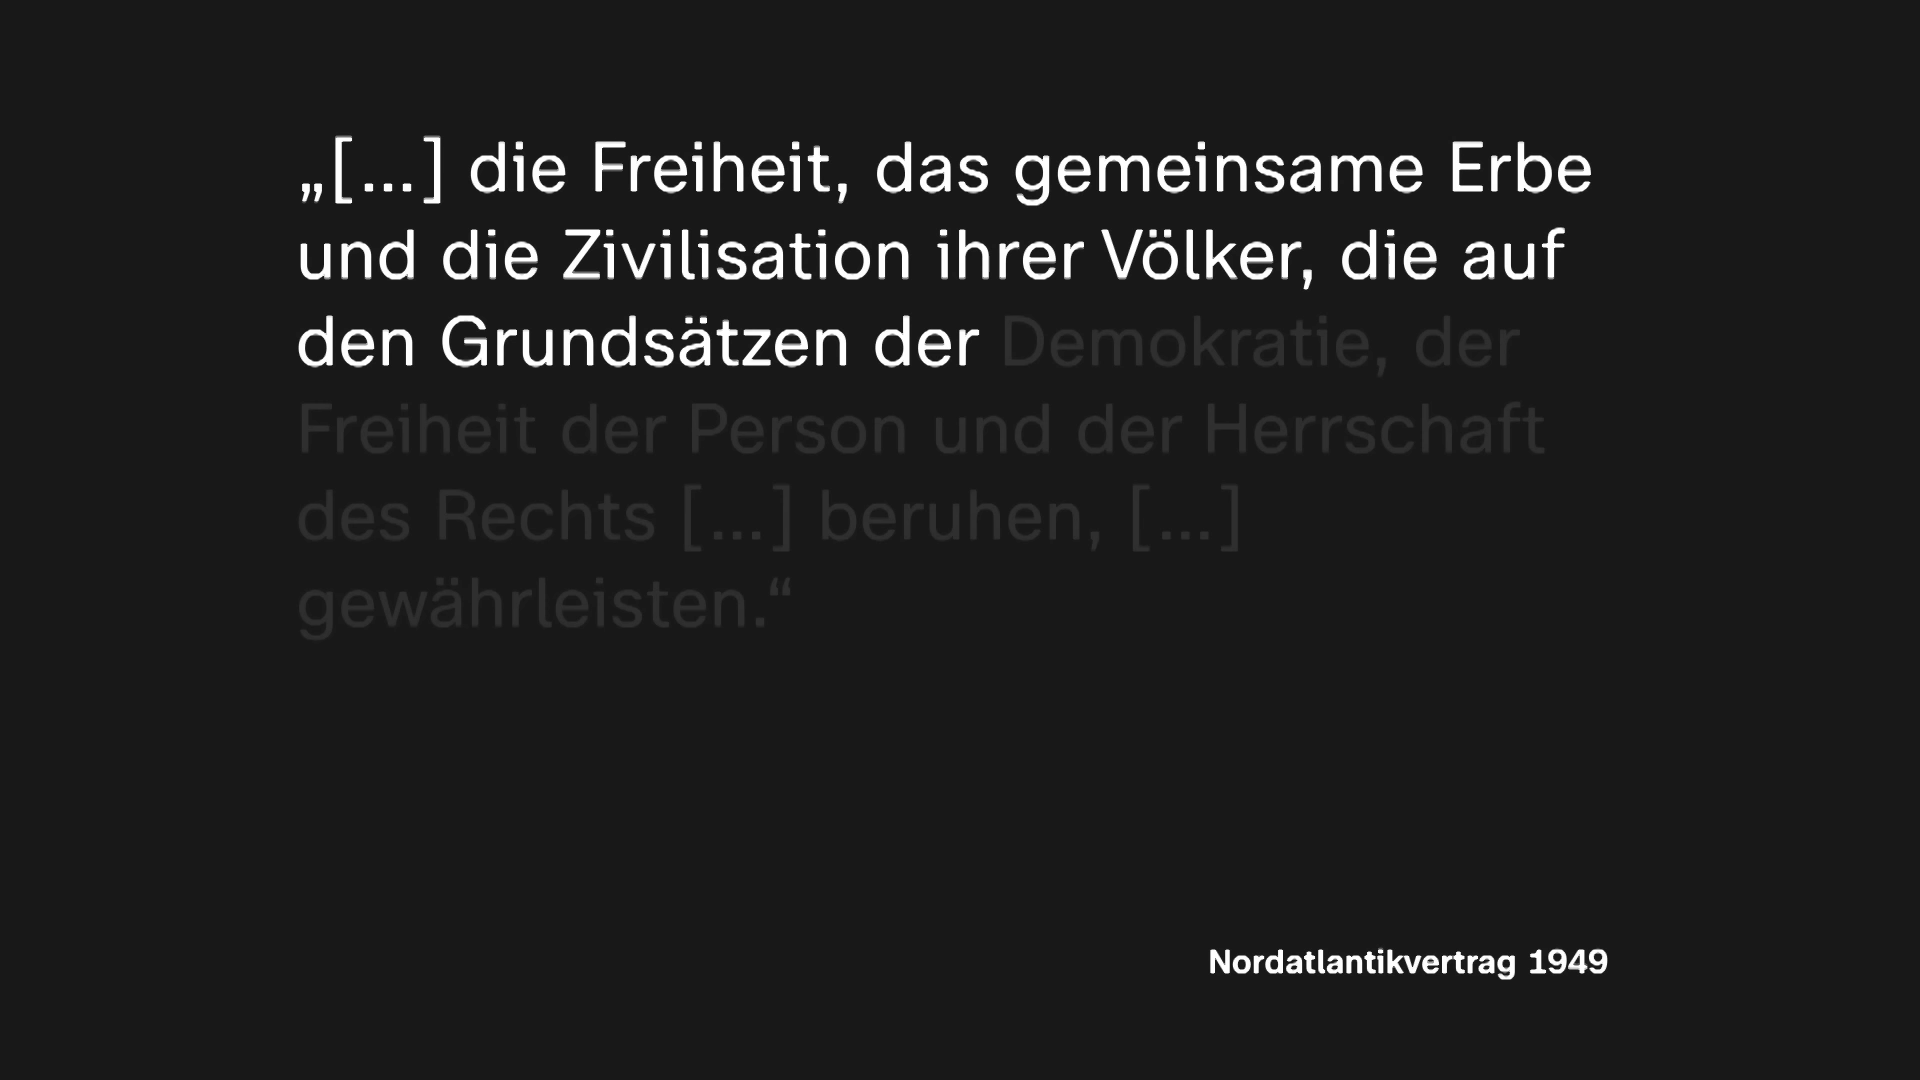 „[...] die Freiheit, das gemeinsame Erbe
und die Zivilisation ihrer Völker, die auf
den Grundsätzen der Demokratie, der
Freiheit der Person und der Herrschaft
des Rechts [...] beruhen, [...]
gewährleisten.“
Nordatlantikvertrag 1949